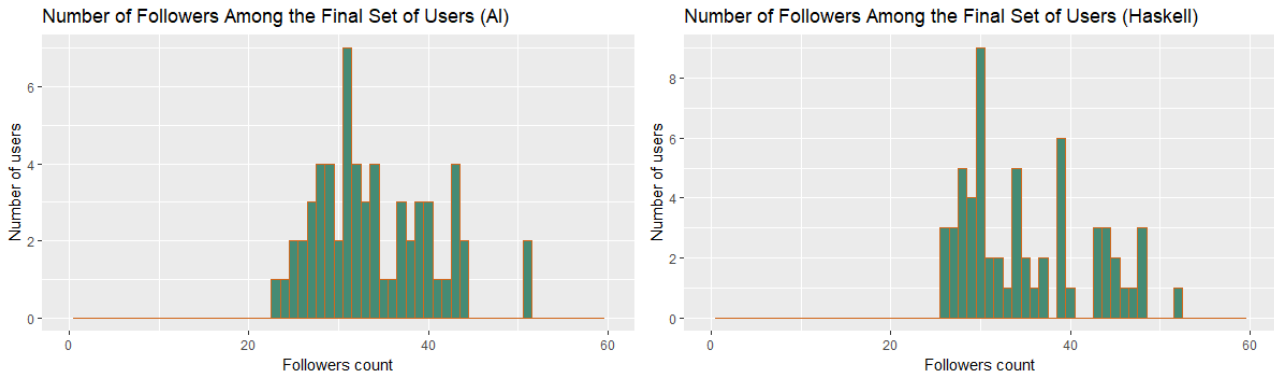 Number of Followers Among the Final Set of Users (AI)
Number of users
6
4
2
0
0
20
40
60
Followers count
Number of Followers Among the Final Set of Users (Haskell)
Number of users
8
6
4
2
0
0
20
40
60
Followers count